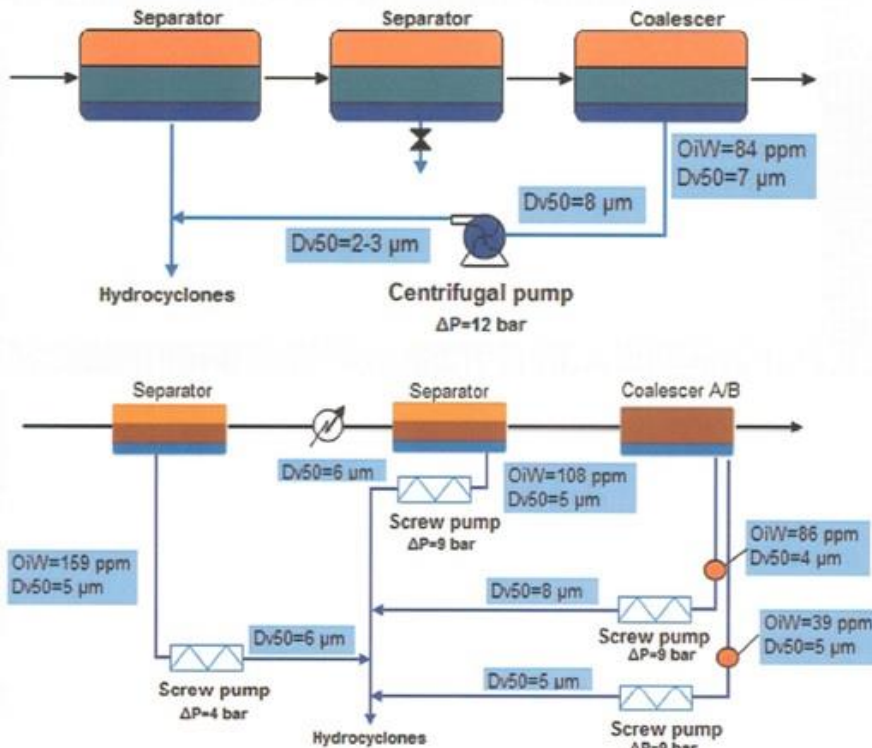 Separator
Separator
Coalescer
OiW=84 ppm
Dv50=7 µm
Dv50=8 µm
Dv50=2-3 µm
Hydrocyclones
Centrifugal pump
ΔP=12 bar
Separator
Separator
Coalescer A/B
Dv50=6 µm
OiW=108 ppm
Dv50=5 µm
Screw pump
ΔP=9 bar
OiW=159 ppm
Dv50=5 µm
OiW=86 ppm
Dv50=4 µm
Dv50=8 µm
Screw pump
ΔP=9 bar
OiW=39 ppm
Dv50=5 µm
Dv50=6 µm
Screw pump
ΔP=4 bar
Dv50=5 µm
Screw pump
ΔP=9 bar
Hydrocyclones